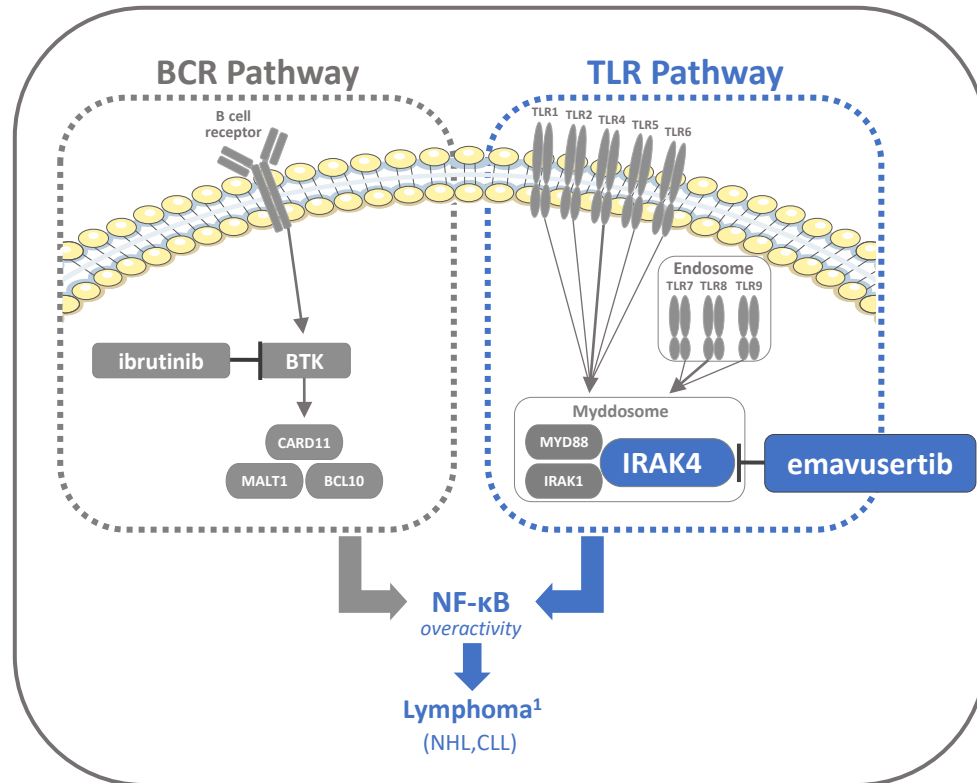 BCR Pathway
B cell
receptor
ibrutinib
BTK
CARD11
MALT1
BCL10
TLR Pathway
TLR1
TLR2
TLR4
TLR5
TLR6
Endosome
TLR7
TLR8
TLR9
Myddosome
MYD88
IRAK1
IRAK4
emavusertib
NF-κB
overactivity
Lymphoma¹
(NHL,CLL)